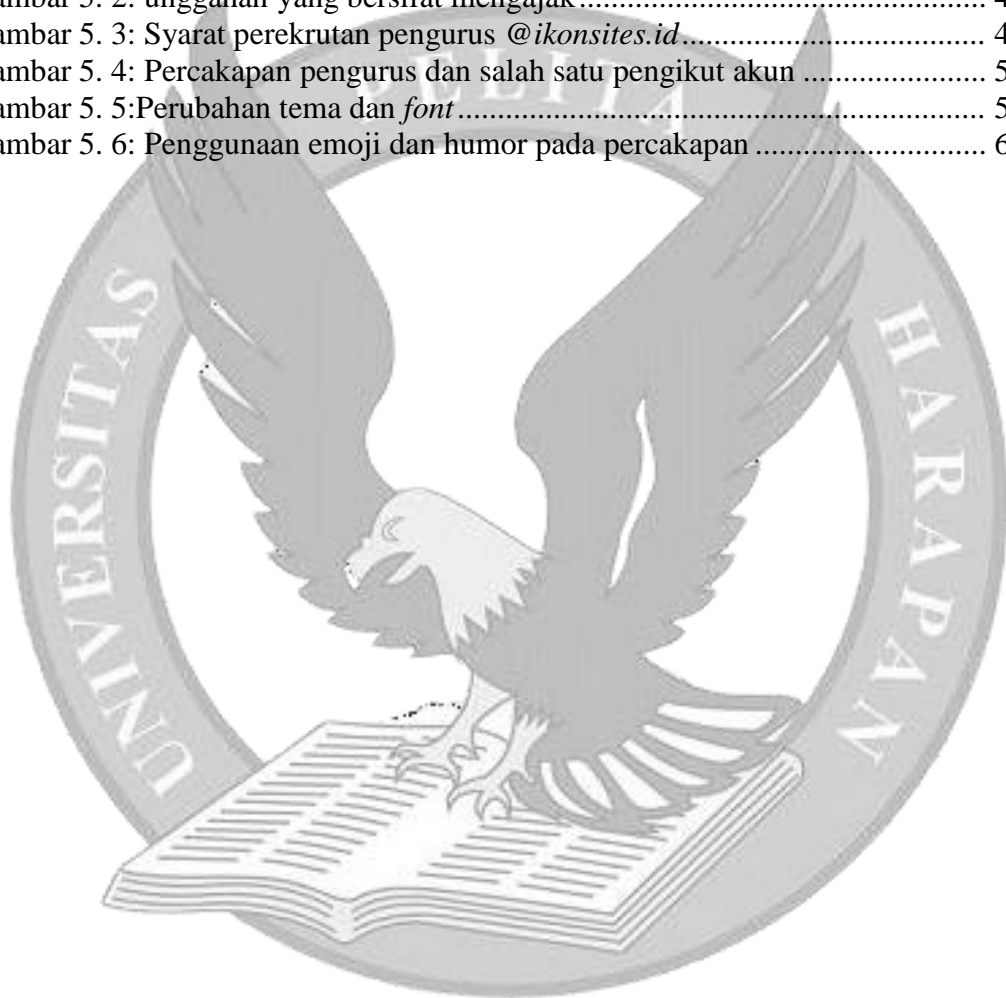 ambar 5. 2: unggahan yang bersifat mengajak.............................................. 4
ambar 5. 3: Syarat perekrutan pengurus @ikonsites.id.................................. 4
ambar 5. 4: Percakapan pengurus dan salah satu pengikut akun .................... 5
ambar 5. 5:Perubahan tema dan font.............................................................. 5
ambar 5. 6: Penggunaan emoji dan humor pada percakapan .......................... 6
UNIVERSITAS PELITA HARAPAN